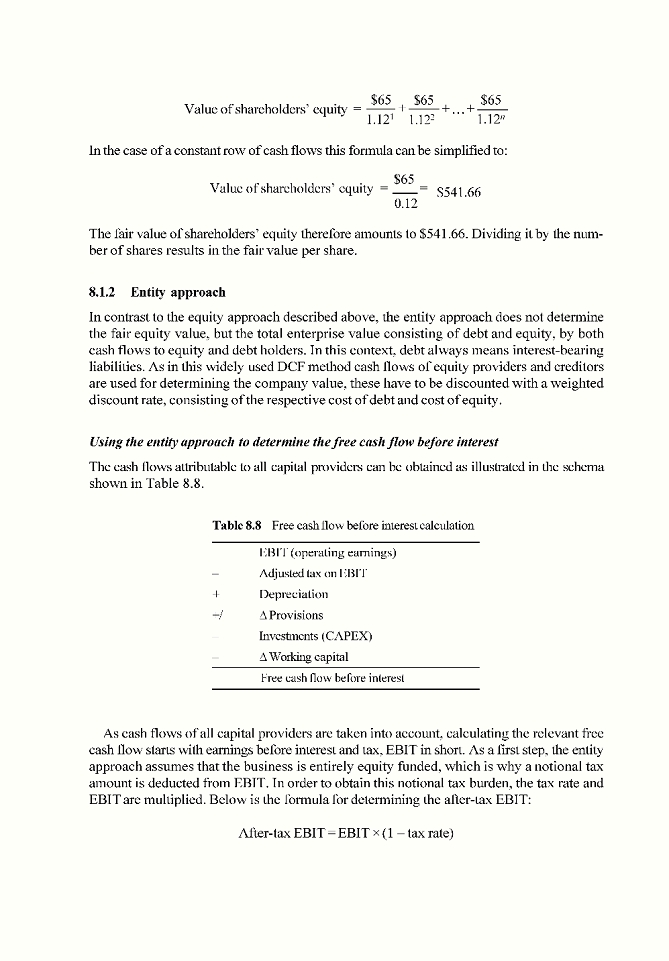 Value of shareholders' equity = $65/1.12¹ + $65/1.12² + … + $65/1.12ⁿ
In the case of a constant row of cash flows this formula can be simplified to:
Value of shareholders' equity = $65/0.12 = $541.66
The fair value of shareholders' equity therefore amounts to $541.66. Dividing it by the num-
ber of shares results in the fair value per share.
8.1.2 Entity approach
In contrast to the equity approach described above, the entity approach does not determine
the fair equity value, but the total enterprise value consisting of debt and equity, by both
cash flows to equity and debt holders. In this context, debt always means interest-bearing
liabilities. As in this widely used DCF method cash flows of equity providers and creditors
are used for determining the company value, these have to be discounted with a weighted
discount rate, consisting of the respective cost of debt and cost of equity.
Using the entity approach to determine the free cash flow before interest
The cash flows attributable to all capital providers can be obtained as illustrated in the schema
shown in Table 8.8.
Table 8.8 Free cash flow before interest calculation
EBIT (operating earnings)
– Adjusted tax on EBIT
+ Depreciation
+/ Δ Provisions
– Investments (CAPEX)
– Δ Working capital
Free cash flow before interest
As cash flows of all capital providers are taken into account, calculating the relevant free
cash flow starts with earnings before interest and tax, EBIT in short. As a first step, the entity
approach assumes that the business is entirely equity funded, which is why a notional tax
amount is deducted from EBIT. In order to obtain this notional tax burden, the tax rate and
EBIT are multiplied. Below is the formula for determining the after-tax EBIT:
After-tax EBIT = EBIT × (1 – tax rate)